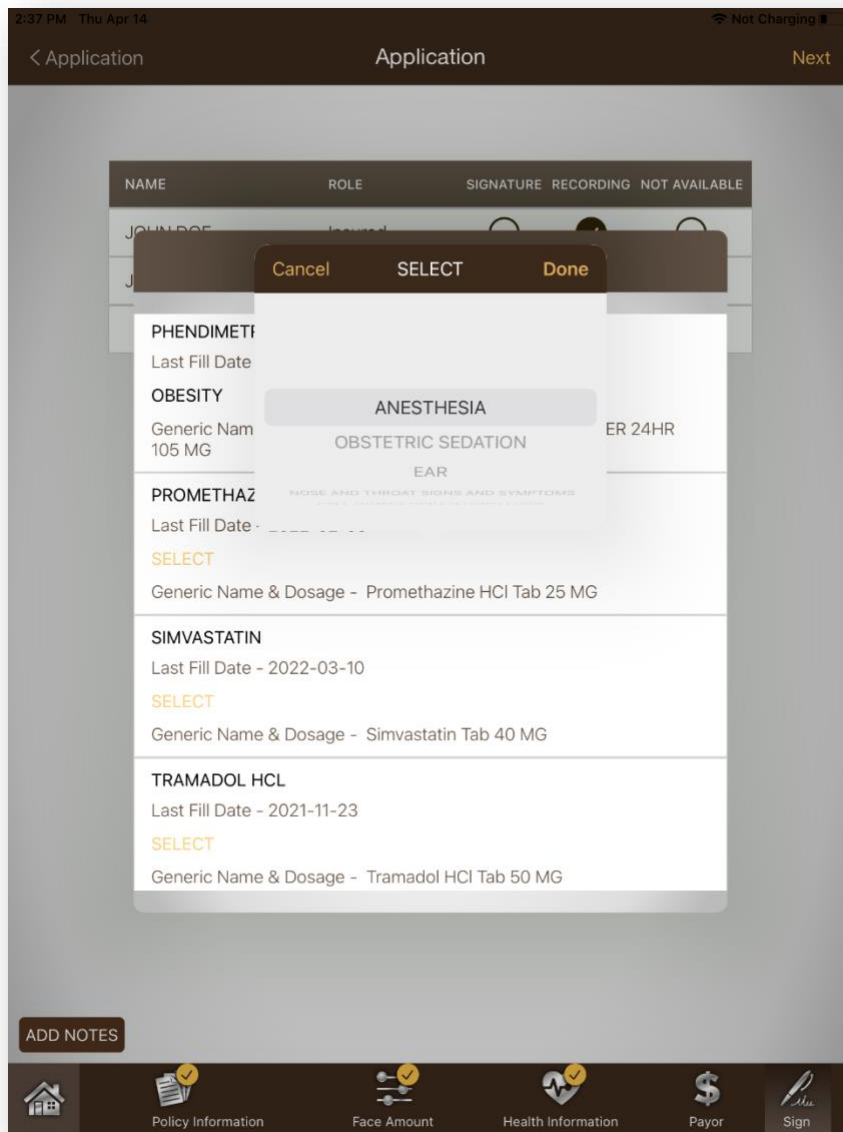 2:37 PM Thu Apr 14
Not Charging
Application
Application
Next
NAME ROLE SIGNATURE RECORDING NOT AVAILABLE
JOHN DOE Insured
J
Cancel SELECT Done
ANESTHESIA
OBSTETRIC SEDATION
EAR
NOSE AND THROAT SIGNS AND SYMPTOMS
PHENDIMETR
Last Fill Date
OBESITY
Generic Nam ER 24HR
105 MG
PROMETHAZ
Last Fill Date -
SELECT
Generic Name & Dosage - Promethazine HCl Tab 25 MG
SIMVASTATIN
Last Fill Date - 2022-03-10
SELECT
Generic Name & Dosage - Simvastatin Tab 40 MG
TRAMADOL HCL
Last Fill Date - 2021-11-23
SELECT
Generic Name & Dosage - Tramadol HCl Tab 50 MG
ADD NOTES
Policy Information
Face Amount
Health Information
Payor
Sign